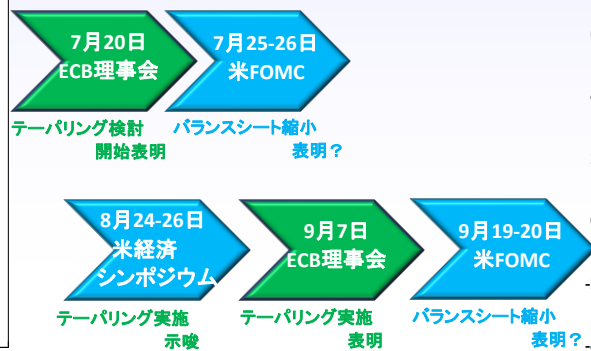 7月20日
ECB理事会
7月25-26日
米FOMC
テーパリング検討
開始表明
バランスシート縮小
表明？
8月24-26日
米経済
シンポジウム
9月7日
ECB理事会
9月19-20日
米FOMC
テーパリング実施
示唆
テーパリング実施
表明
バランスシート縮小
表明？